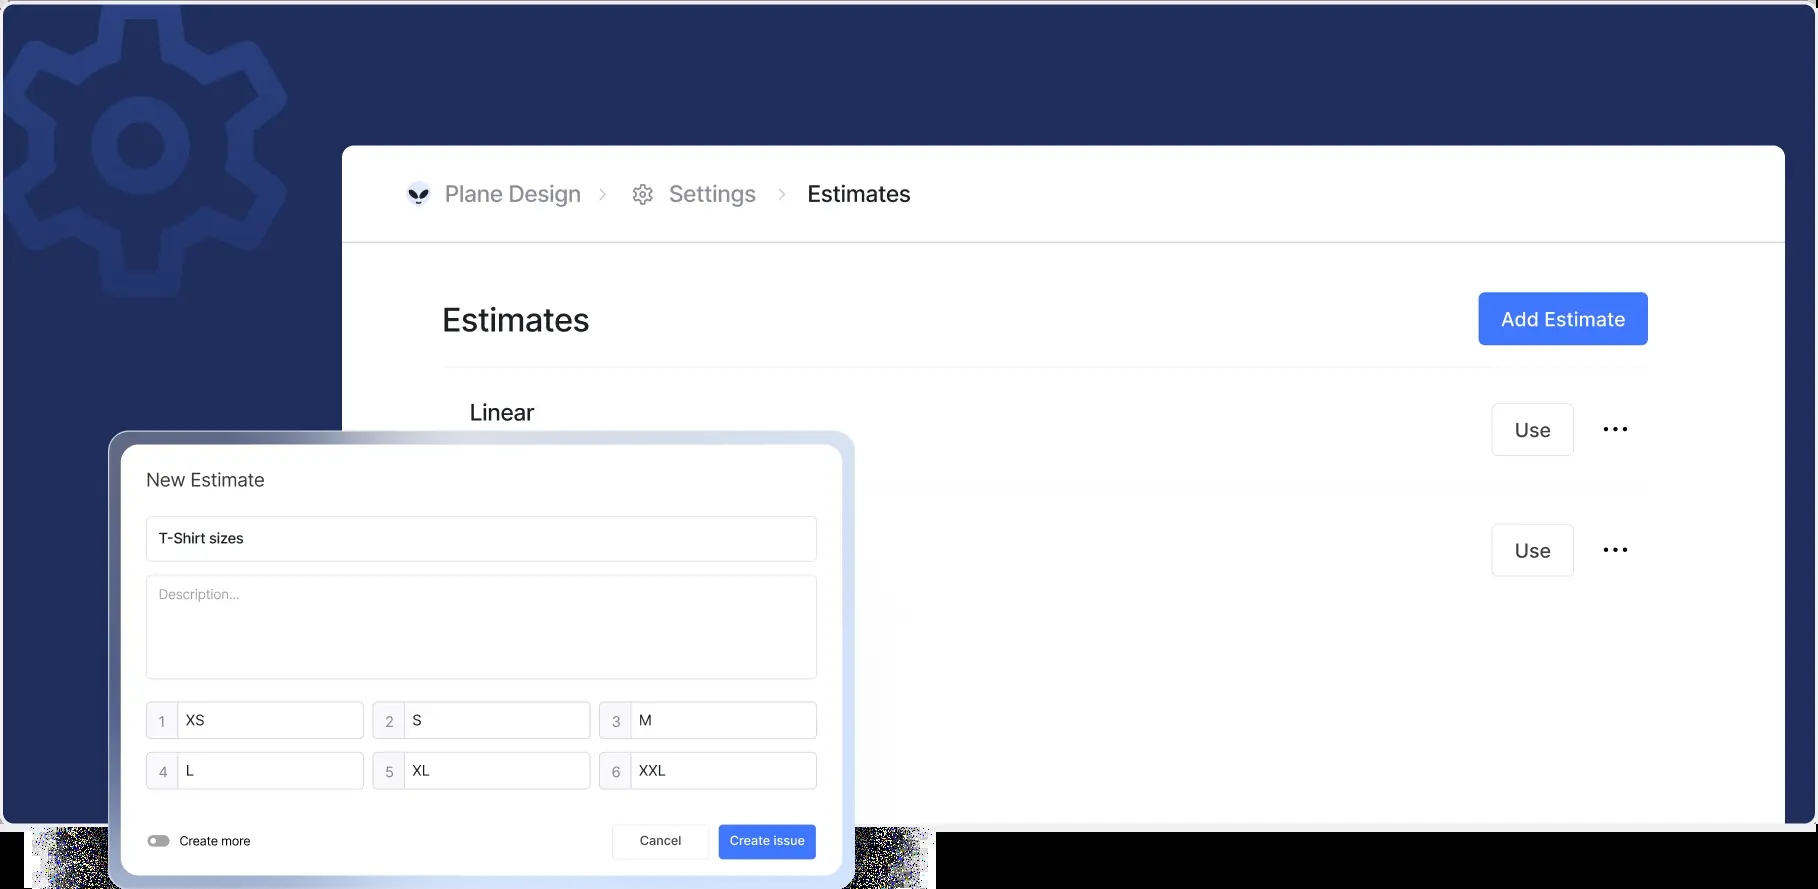 Plane Design > Settings > Estimates
Estimates
Add Estimate
Linear
Use
Use
New Estimate
T-Shirt sizes
Description...
1 XS 2 S 3 M
4 L 5 XL 6 XXL
Create more Cancel Create issue